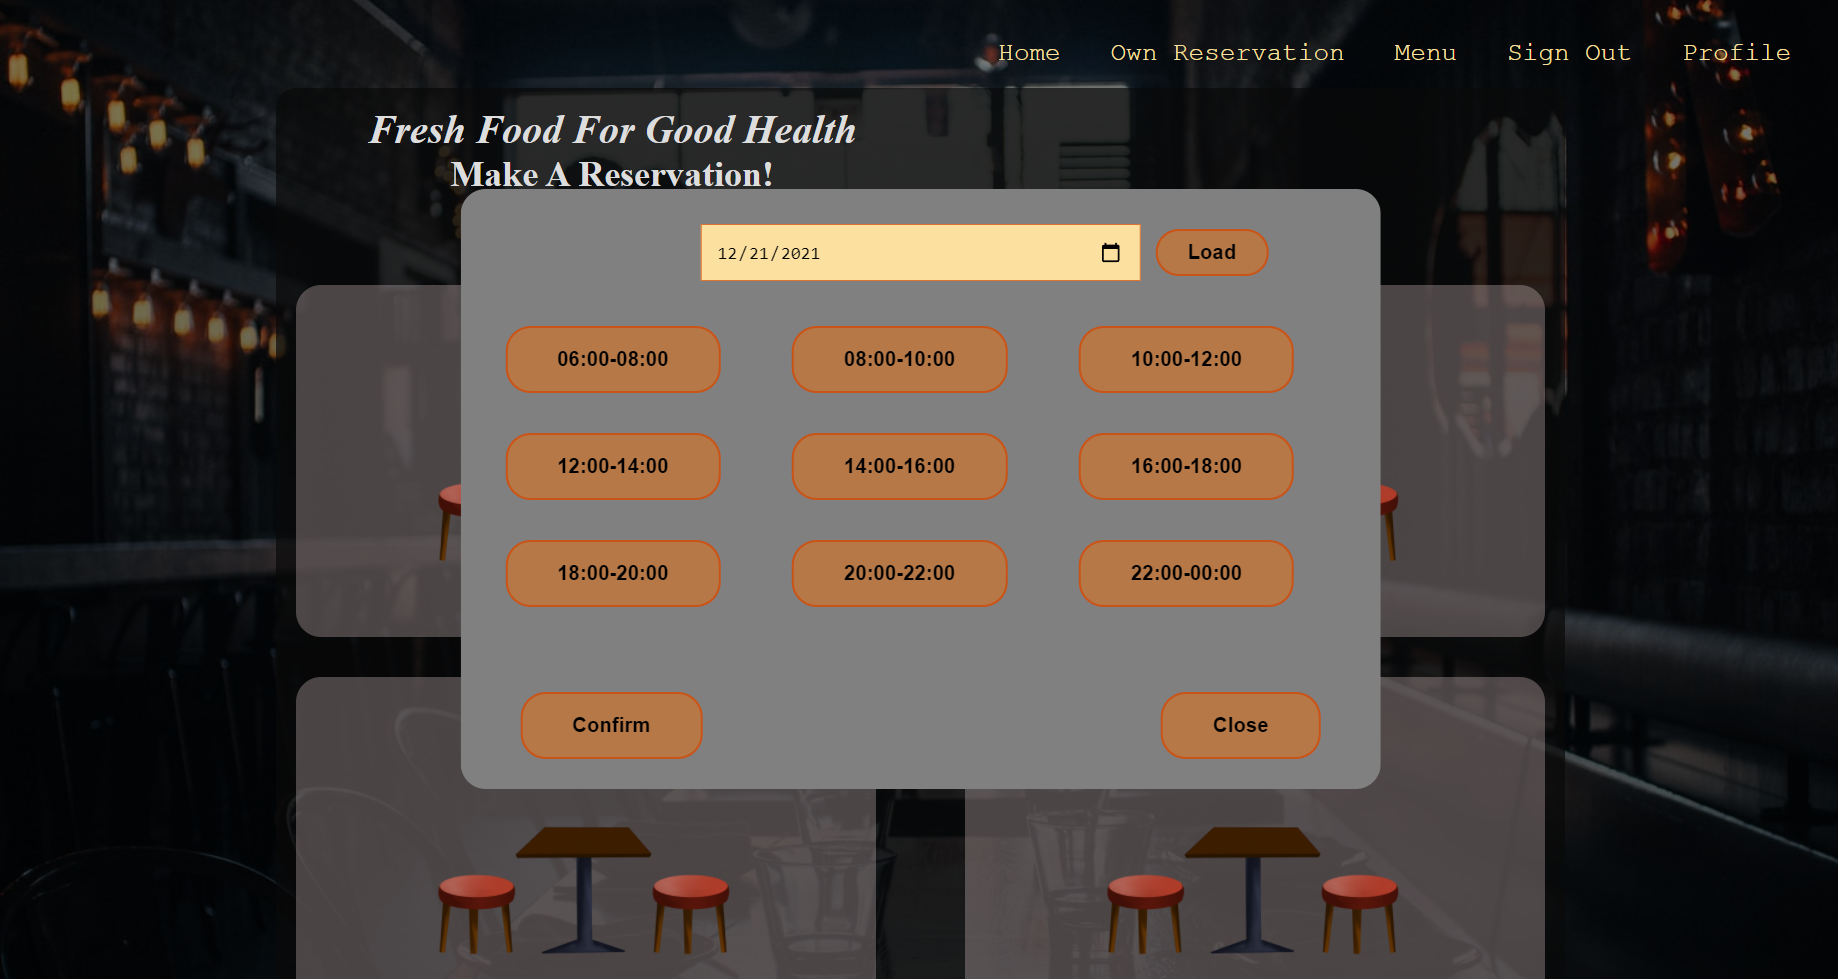 Home Own Reservation Menu Sign Out Profile
Fresh Food For Good Health
Make A Reservation!
12/21/2021 Load
06:00-08:00 08:00-10:00 10:00-12:00
12:00-14:00 14:00-16:00 16:00-18:00
18:00-20:00 20:00-22:00 22:00-00:00
Confirm Close